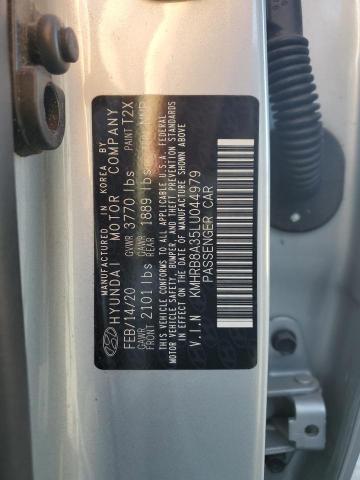 MANUFACTURED IN KOREA BY
HYUNDAI MOTOR COMPANY
FEB/14/20 GVWR 3770 lbs PAINT T2X
GAWR FRONT 2101 lbs GAWR REAR 1889 lbs
THIS VEHICLE CONFORMS TO ALL APPLICABLE U.S.A. FEDERAL
MOTOR VEHICLE SAFETY, BUMPER, AND THEFT PREVENTION
STANDARDS IN EFFECT ON THE DATE OF MANUFACTURE
SHOWN ABOVE.
V.I.N KMHRB8A35LU044979
PASSENGER CAR